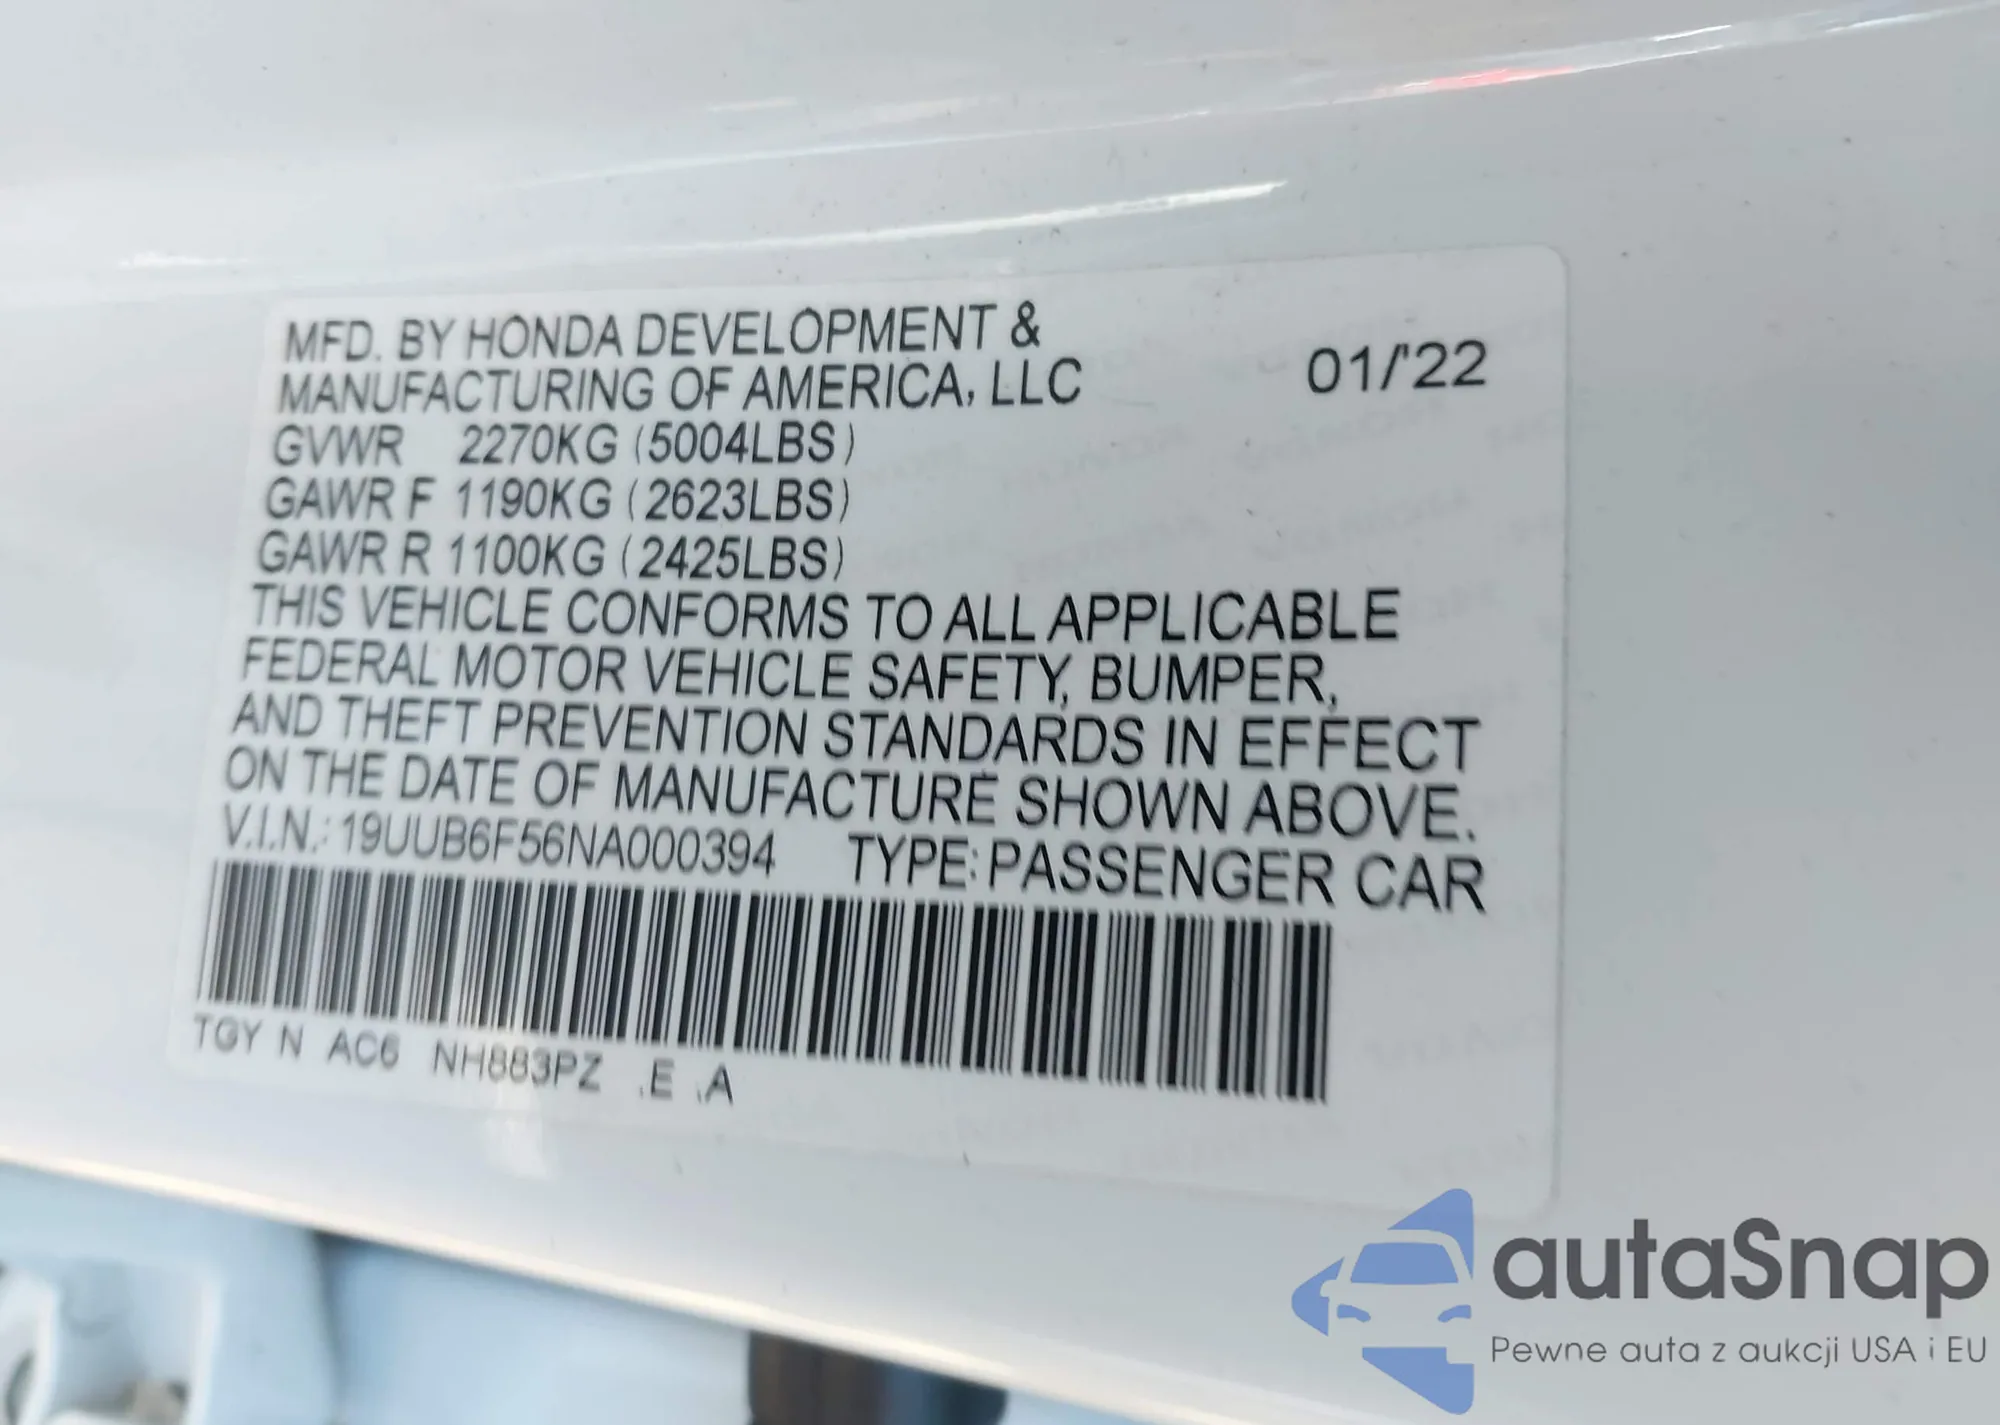 MFD. BY HONDA DEVELOPMENT &
MANUFACTURING OF AMERICA, LLC
01/'22
GVWR 2270KG (5004LBS)
GAWR F 1190KG (2623LBS)
GAWR R 1100KG (2425LBS)
THIS VEHICLE CONFORMS TO ALL APPLICABLE
FEDERAL MOTOR VEHICLE SAFETY, BUMPER,
AND THEFT PREVENTION STANDARDS IN EFFECT
ON THE DATE OF MANUFACTURE SHOWN ABOVE.
V.I.N.: 19UUB6F56NA000394 TYPE: PASSENGER CAR
TGY N AC6 NH883PZ .E .A
autaSnap
Pewne auta z aukcji USA i EU